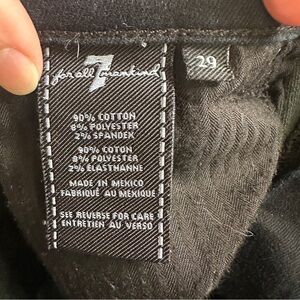 7
for all mankind
29
90% COTTON
8% POLYESTER
2% SPANDEX
90% COTON
8% POLYESTER
2% ELASTHANNE
MADE IN MEXICO
FABRIQUÉ AU MEXIQUE
SEE REVERSE FOR CARE
ENTRETIEN AU VERSO